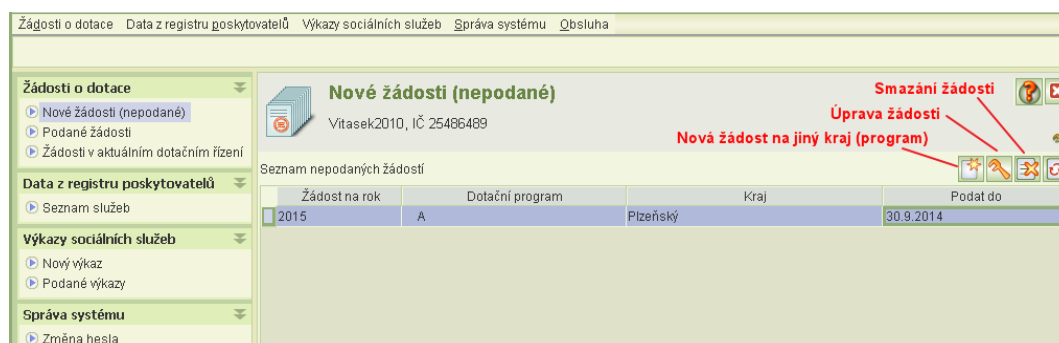 Žádosti o dotace Data z registru poskytovatelů Výkazy sociálních služeb Správa systému Obsluha
Žádosti o dotace
Nové žádosti (nepodané)
Podané žádosti
Žádosti v aktuálním dotačním řízení
Data z registru poskytovatelů
Seznam služeb
Výkazy sociálních služeb
Nový výkaz
Podané výkazy
Správa systému
Změna hesla
Nové žádosti (nepodané)
Vitasek2010, IČ 25486489
Smazání žádosti
Úprava žádosti
Nová žádost na jiný kraj (program)
Seznam nepodaných žádostí
Žádost na rok Dotační program Kraj Podat do
2015 A Plzeňský 30.9.2014